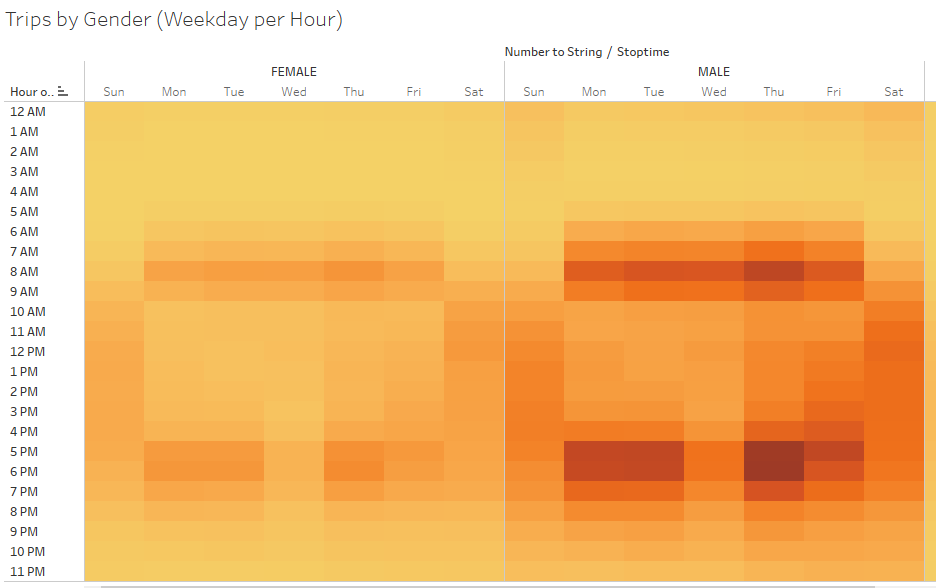 Trips by Gender (Weekday per Hour)
Number to String / Stoptime
FEMALE MALE
Hour o.. Sun Mon Tue Wed Thu Fri Sat Sun Mon Tue Wed Thu Fri Sat
12 AM
1 AM
2 AM
3 AM
4 AM
5 AM
6 AM
7 AM
8 AM
9 AM
10 AM
11 AM
12 PM
1 PM
2 PM
3 PM
4 PM
5 PM
6 PM
7 PM
8 PM
9 PM
10 PM
11 PM